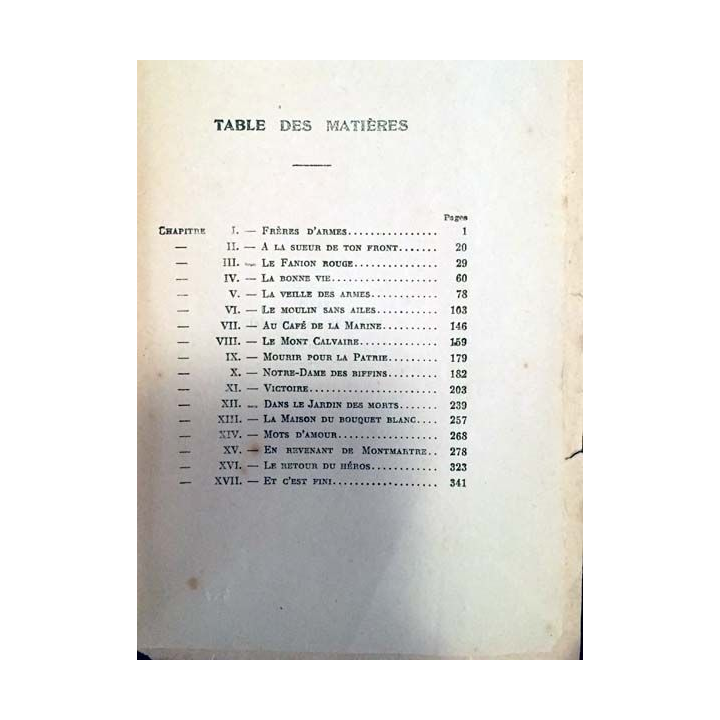 TABLE DES MATIÈRES
Pages
CHAPITRE I. — FRÈRES D'ARMES................ 1
— II. — A LA SUEUR DE TON FRONT....... 20
— III. — LE FANION ROUGE............... 29
— IV. — LA BONNE VIE.................. 60
— V. — LA VEILLE DES ARMES............ 78
— VI. — LE MOULIN SANS AILES........... 103
— VII. — AU CAFÉ DE LA MARINE.......... 146
— VIII. — LE MONT CALVAIRE.............. 159
— IX. — MOURIR POUR LA PATRIE......... 179
— X. — NOTRE-DAME DES BIFFINS......... 182
— XI. — VICTOIRE....................... 203
— XII. — DANS LE JARDIN DES MORTS....... 239
— XIII. — LA MAISON DU BOUQUET BLANC.... 257
— XIV. — MOTS D'AMOUR.................. 268
— XV. — EN REVENANT DE MONTMARTRE.. 278
— XVI. — LE RETOUR DU HÉROS............ 323
— XVII. — ET C'EST FINI.................. 341